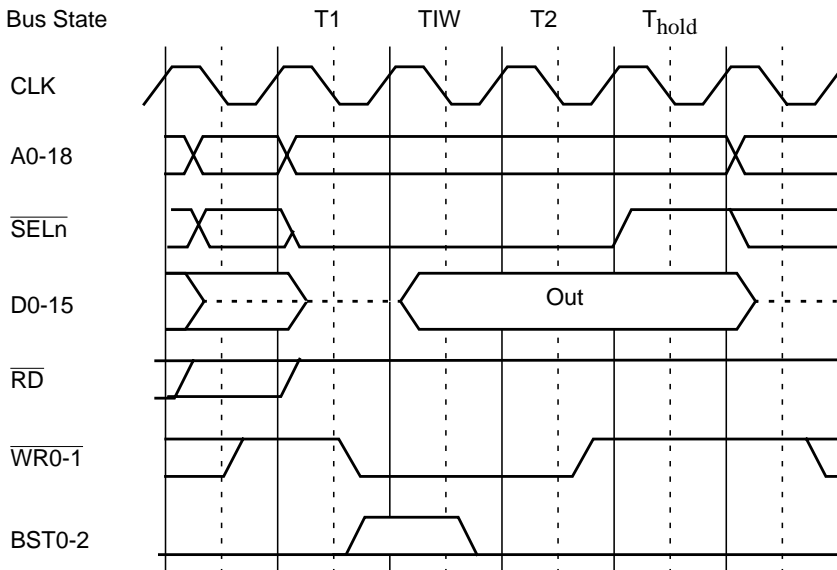 Bus State T1 TIW T2 Thold
CLK
A0-18
SELn
D0-15 Out
RD
WR0-1
BST0-2